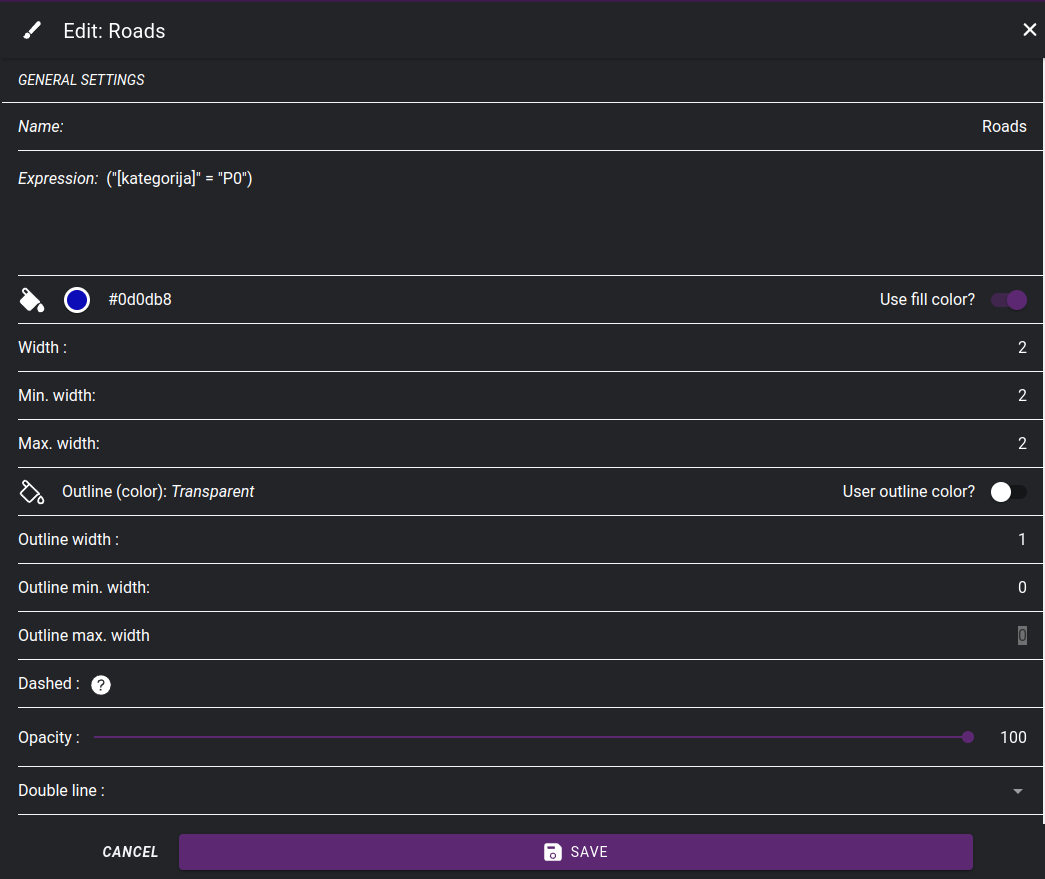 Edit: Roads
GENERAL SETTINGS
Name: Roads
Expression: ("[kategorija]" = "P0")
#0d0db8 Use fill color?
Width : 2
Min. width: 2
Max. width: 2
Outline (color): Transparent User outline color?
Outline width : 1
Outline min. width: 0
Outline max. width 0
Dashed : ?
Opacity : 100
Double line :
CANCEL SAVE